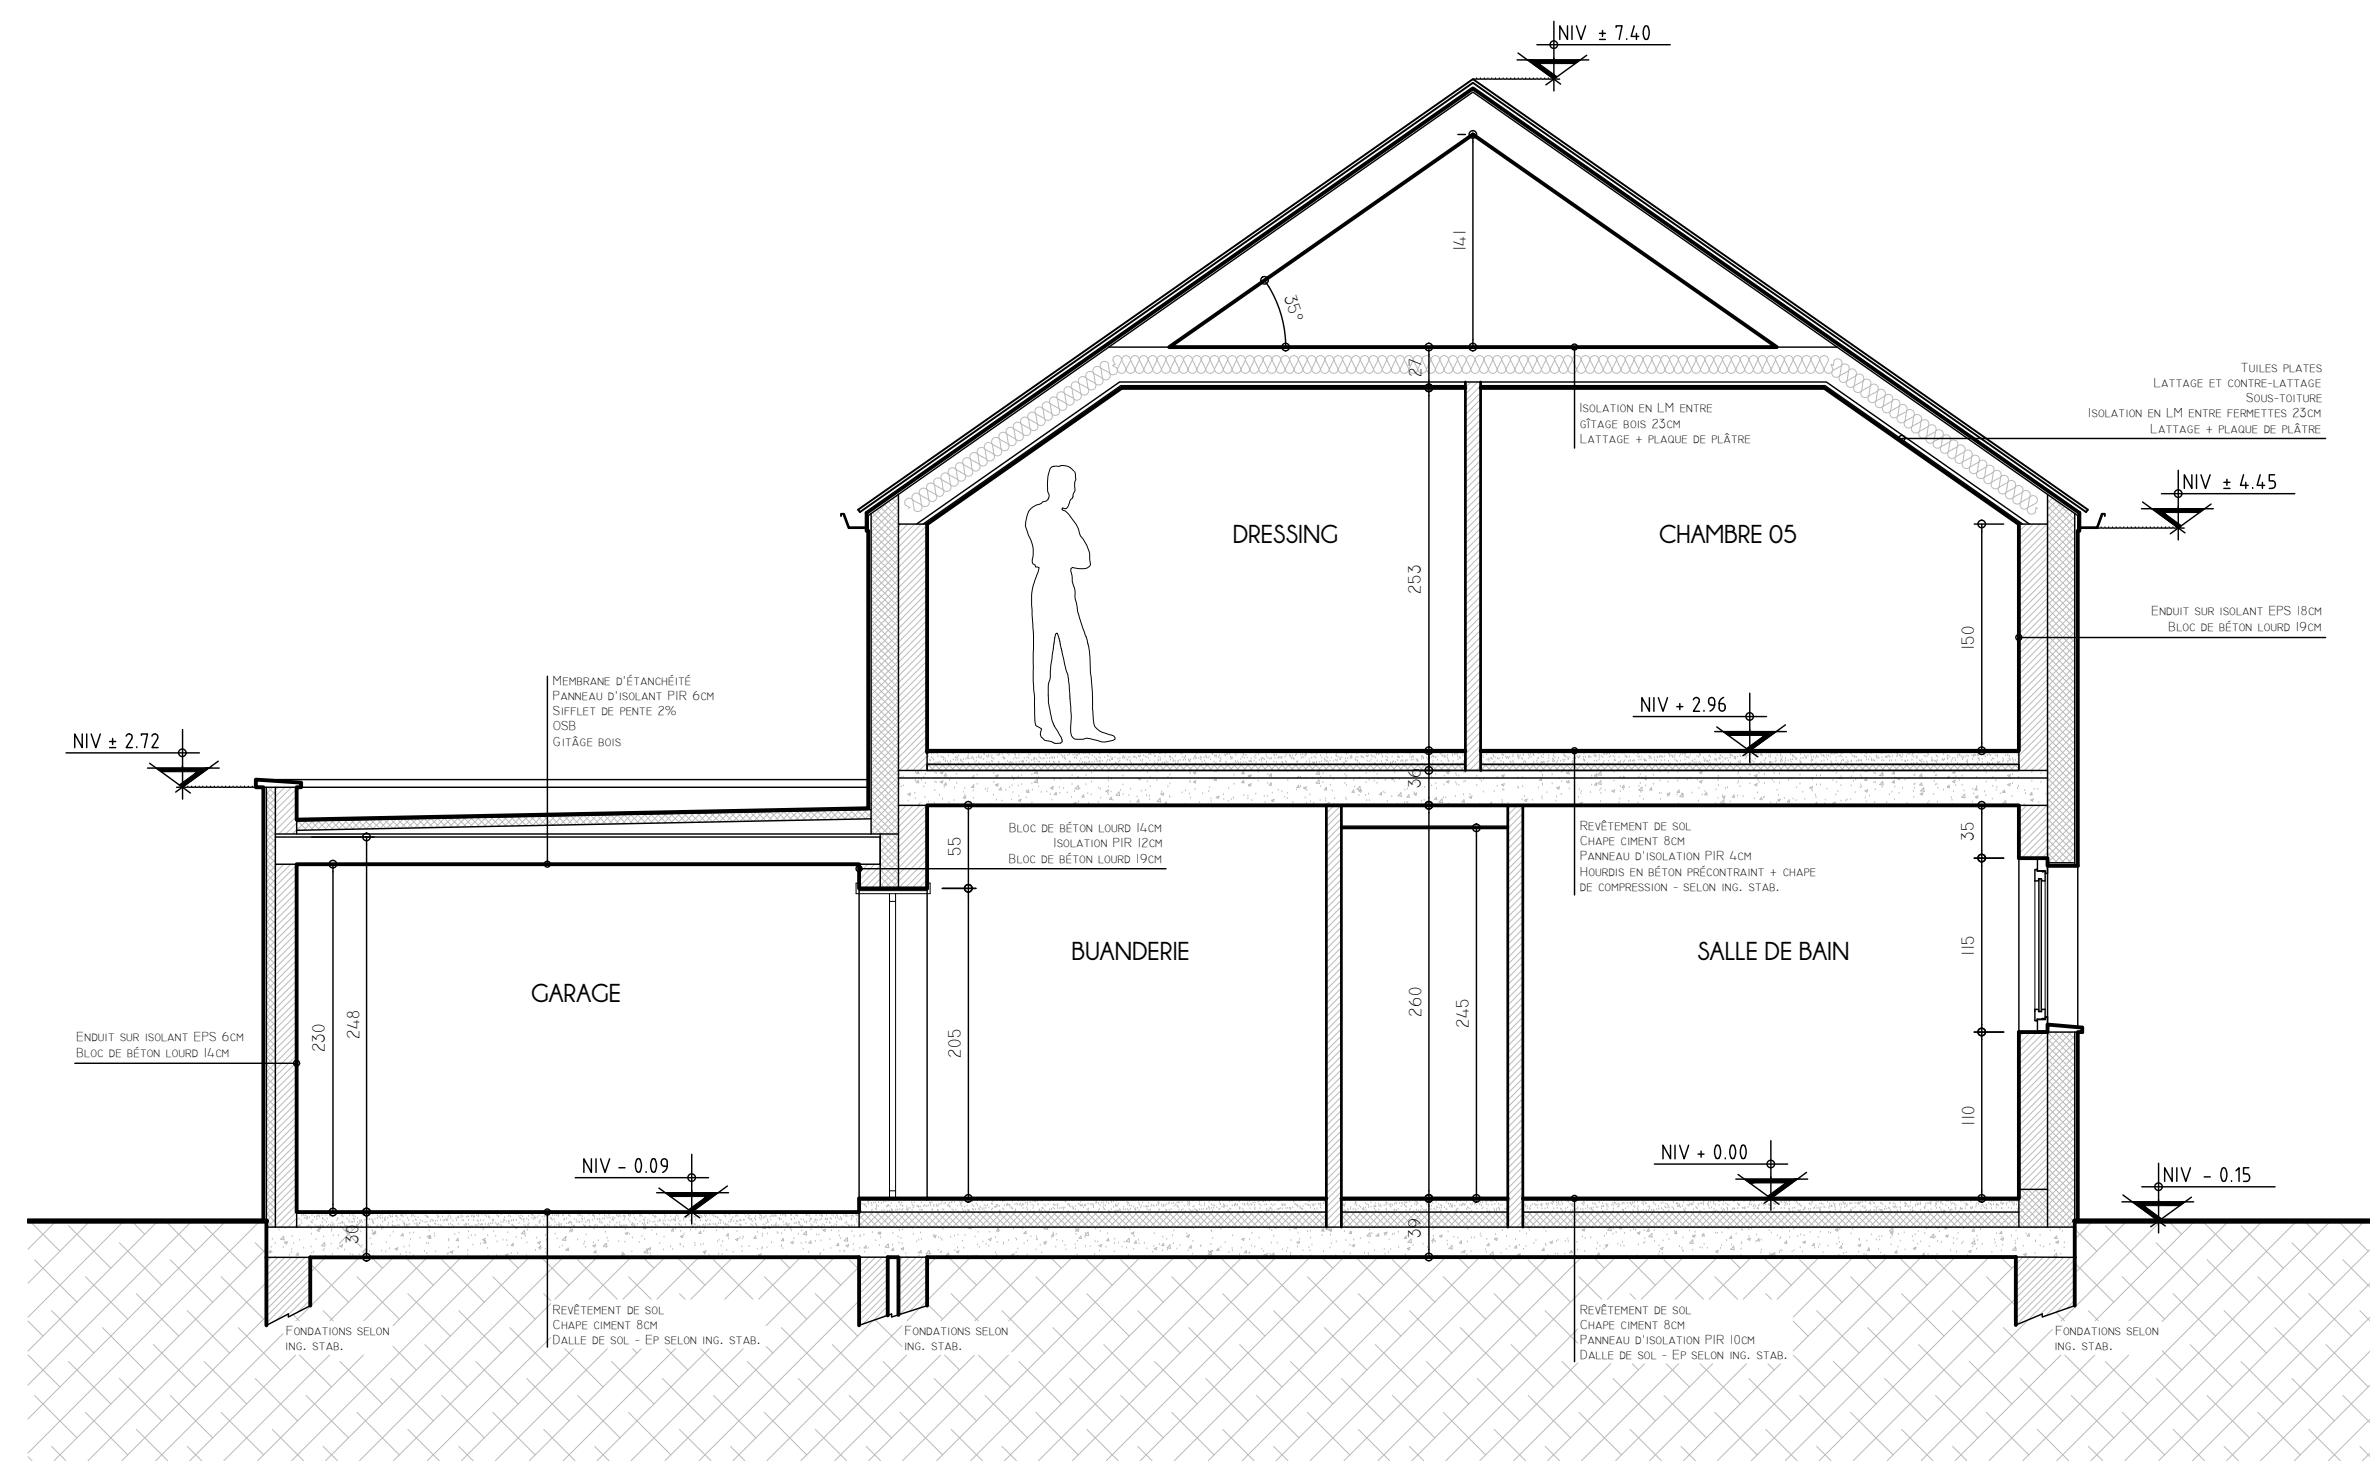 NIV ± 7.40
141
35°
27
ISOLATION EN LM ENTRE
GÎTAGE BOIS 23CM
LATTAGE + PLAQUE DE PLÂTRE
TUILES PLATES
LATTAGE ET CONTRE-LATTAGE
SOUS-TOITURE
ISOLATION EN LM ENTRE FERMETTES 23CM
LATTAGE + PLAQUE DE PLÂTRE
NIV ± 4.45
DRESSING
CHAMBRE 05
253
150
ENDUIT SUR ISOLANT EPS 18CM
BLOC DE BÉTON LOURD 19CM
MEMBRANE D'ÉTANCHÉITÉ
PANNEAU D'ISOLANT PIR 6CM
SIFFLET DE PENTE 2%
OSB
GITÂGE BOIS
NIV + 2.96
NIV ± 2.72
36
BLOC DE BÉTON LOURD 14CM
ISOLATION PIR 12CM
BLOC DE BÉTON LOURD 19CM
55
REVÊTEMENT DE SOL
CHAPE CIMENT 8CM
PANNEAU D'ISOLATION PIR 4CM
HOURDIS EN BÉTON PRÉCONTRAINT + CHAPE
DE COMPRESSION - SELON ING. STAB.
35
GARAGE
BUANDERIE
SALLE DE BAIN
115
230
248
205
260
245
110
ENDUIT SUR ISOLANT EPS 6CM
BLOC DE BÉTON LOURD 14CM
NIV - 0.09
NIV + 0.00
NIV - 0.15
30
39
REVÊTEMENT DE SOL
CHAPE CIMENT 8CM
DALLE DE SOL - EP SELON ING. STAB.
FONDATIONS SELON
ING. STAB.
FONDATIONS SELON
ING. STAB.
REVÊTEMENT DE SOL
CHAPE CIMENT 8CM
PANNEAU D'ISOLATION PIR 10CM
DALLE DE SOL - EP SELON ING. STAB.
FONDATIONS SELON
ING. STAB.